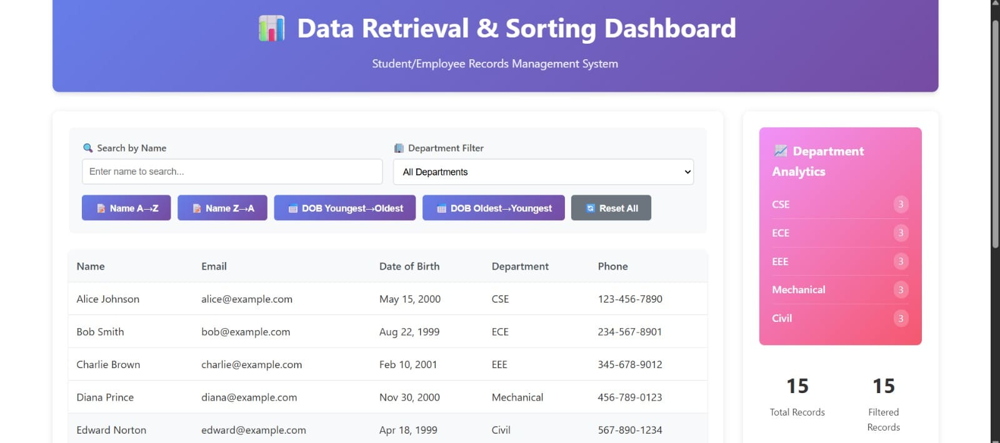 Data Retrieval & Sorting Dashboard
Student/Employee Records Management System
Search by Name
Department Filter
Enter name to search...
All Departments
Name A→Z
Name Z→A
DOB Youngest→Oldest
DOB Oldest→Youngest
Reset All
Name Email Date of Birth Department Phone
Alice Johnson alice@example.com May 15, 2000 CSE 123-456-7890
Bob Smith bob@example.com Aug 22, 1999 ECE 234-567-8901
Charlie Brown charlie@example.com Feb 10, 2001 EEE 345-678-9012
Diana Prince diana@example.com Nov 30, 2000 Mechanical 456-789-0123
Edward Norton edward@example.com Apr 18, 1999 Civil 567-890-1234
Department
Analytics
CSE 3
ECE 3
EEE 3
Mechanical 3
Civil 3
15
Total Records
15
Filtered
Records